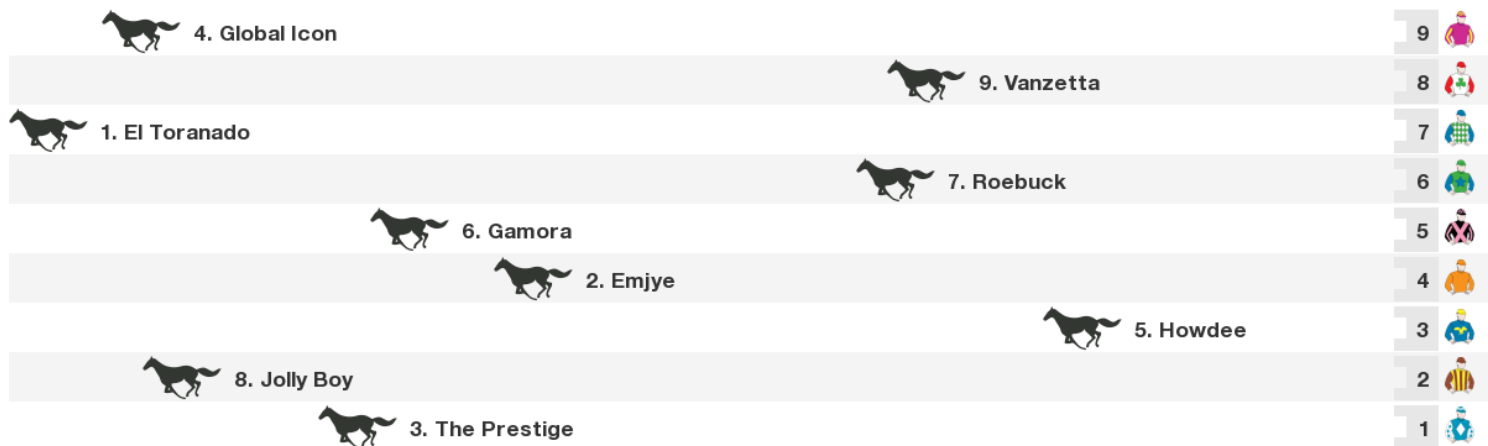 4. Global Icon 9
9. Vanzetta 8
1. El Toranado 7
7. Roebuck 6
6. Gamora 5
2. Emjye 4
5. Howdee 3
8. Jolly Boy 2
3. The Prestige 1